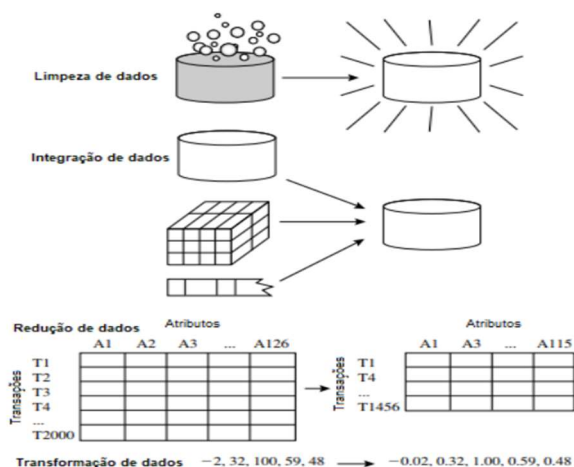 Limpeza de dados
Integração de dados
Redução de dados
Atributos
A1 A2 A3 ... A126
Transações
T1
T2
T3
T4
...
T2000
Atributos
A1 A3 ... A115
Transações
T1
T4
...
T1456
Transformação de dados −2, 32, 100, 59, 48 −0.02, 0.32, 1.00, 0.59, 0.48